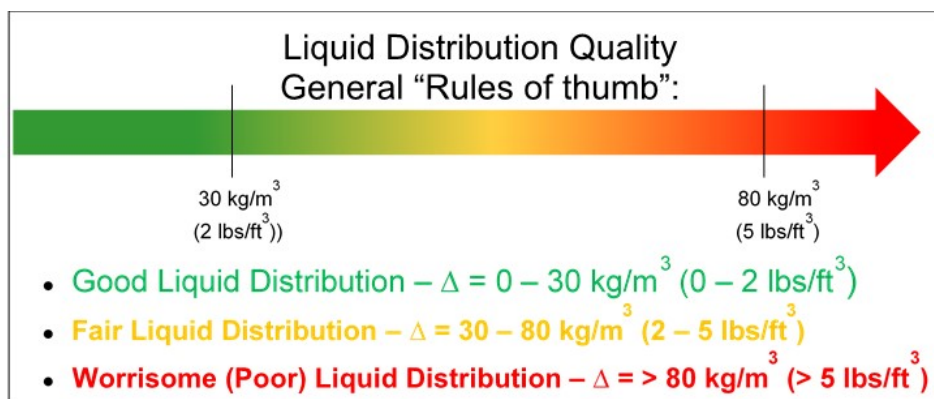 Liquid Distribution Quality
General “Rules of thumb”:
30 kg/m³
(2 lbs/ft³))
80 kg/m³
(5 lbs/ft³)
• Good Liquid Distribution – Δ = 0 – 30 kg/m³ (0 – 2 lbs/ft³)
• Fair Liquid Distribution – Δ = 30 – 80 kg/m³ (2 – 5 lbs/ft³)
• Worrisome (Poor) Liquid Distribution – Δ = > 80 kg/m³ (> 5 lbs/ft³)